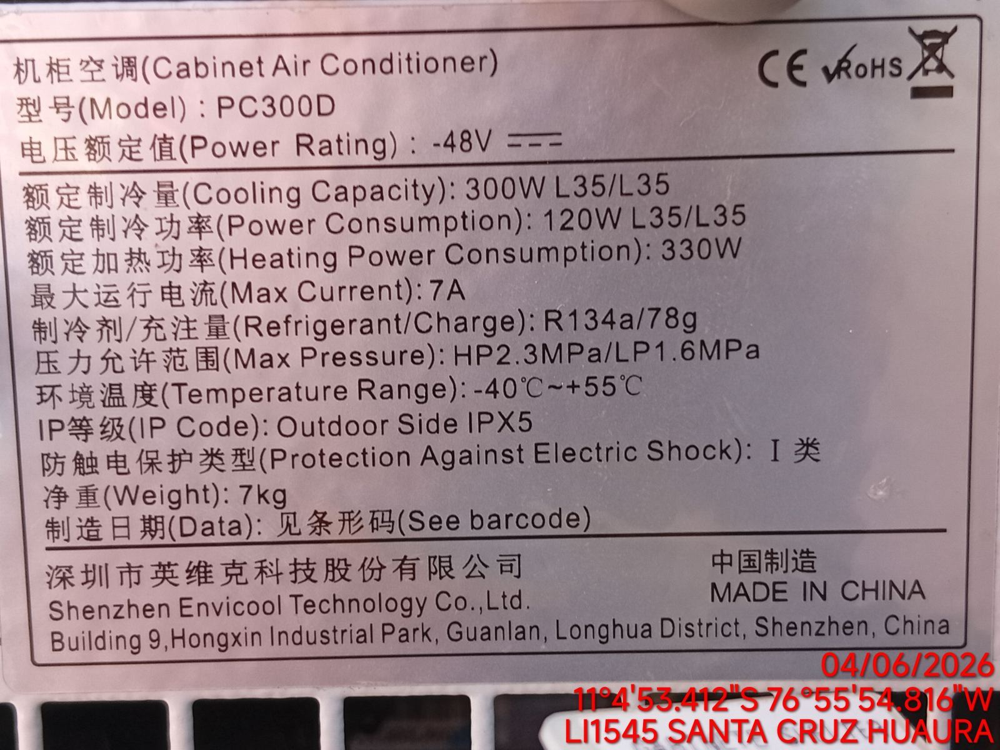 机柜空调(Cabinet Air Conditioner)
CE RoHS
型号(Model) : PC300D
电压额定值(Power Rating) : -48V
额定制冷量(Cooling Capacity): 300W L35/L35
额定制冷功率(Power Consumption): 120W L35/L35
额定加热功率(Heating Power Consumption): 330W
最大运行电流(Max Current): 7A
制冷剂/充注量(Refrigerant/Charge): R134a/78g
压力允许范围(Max Pressure): HP2.3MPa/LP1.6MPa
环境温度(Temperature Range): -40℃~+55℃
IP等级(IP Code): Outdoor Side IPX5
防触电保护类型(Protection Against Electric Shock): I 类
净重(Weight): 7kg
制造日期(Data): 见条形码(See barcode)
深圳市英维克科技股份有限公司
Shenzhen Envicool Technology Co.,Ltd.
中国制造
MADE IN CHINA
Building 9,Hongxin Industrial Park, Guanlan, Longhua District, Shenzhen, China
04/06/2026
11°4'53.412"S 76°55'54.816"W
LI1545 SANTA CRUZ HUAURA